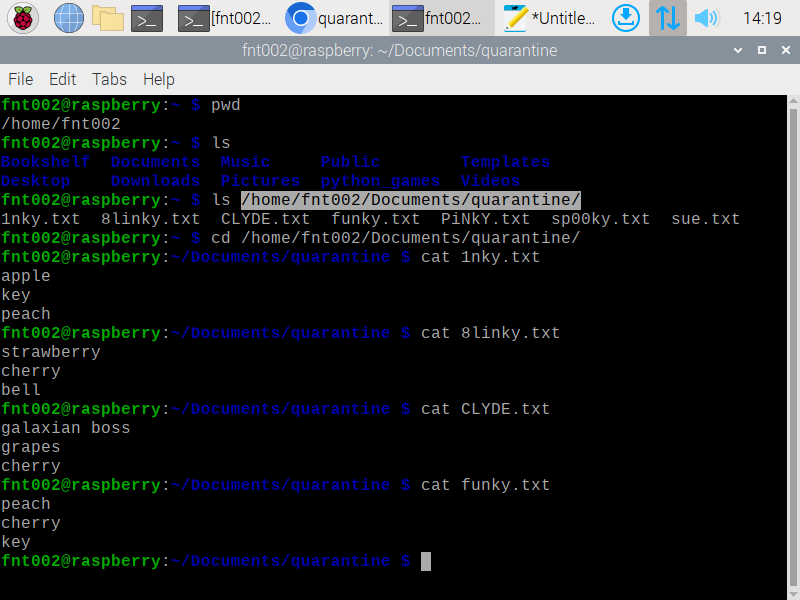 [fnt002... quarant... fnt002... *Untitle... 14:19
fnt002@raspberry: ~/Documents/quarantine
File Edit Tabs Help
fnt002@raspberry:~ $ pwd
/home/fnt002
fnt002@raspberry:~ $ ls
Bookshelf Documents Music Public Templates
Desktop Downloads Pictures python_games Videos
fnt002@raspberry:~ $ ls /home/fnt002/Documents/quarantine/
1nky.txt 8linky.txt CLYDE.txt funky.txt PiNkY.txt sp00ky.txt sue.txt
fnt002@raspberry:~ $ cd /home/fnt002/Documents/quarantine/
fnt002@raspberry:~/Documents/quarantine $ cat 1nky.txt
apple
key
peach
fnt002@raspberry:~/Documents/quarantine $ cat 8linky.txt
strawberry
cherry
bell
fnt002@raspberry:~/Documents/quarantine $ cat CLYDE.txt
galaxian boss
grapes
cherry
fnt002@raspberry:~/Documents/quarantine $ cat funky.txt
peach
cherry
key
fnt002@raspberry:~/Documents/quarantine $